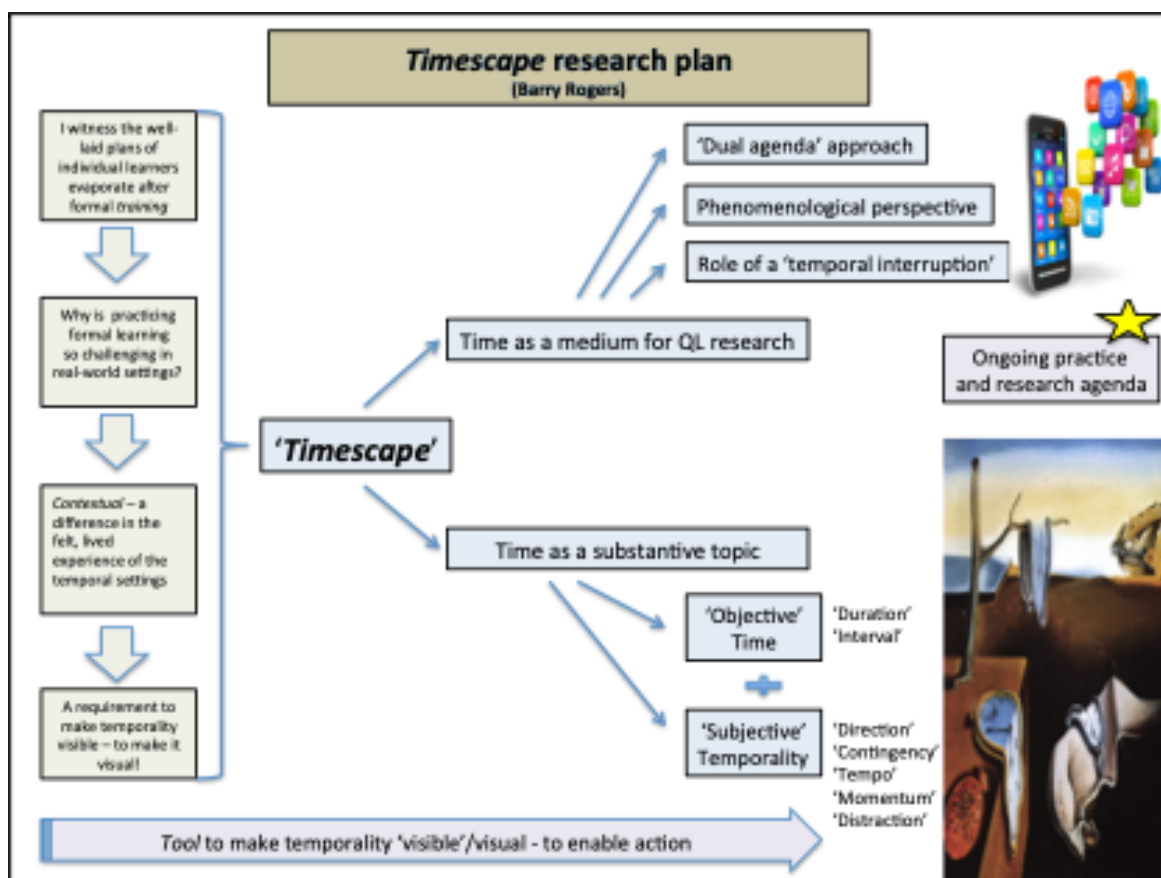 Timescape research plan
(Barry Rogers)
I witness the well-
laid plans of
individual learners
evaporate after
formal training
Why is practicing
formal learning
so challenging in
real-world settings?
Contextual – a
difference in the
felt, lived
experience of the
temporal settings
A requirement to
make temporality
visible – to make it
visual!
'Timescape'
Time as a medium for QL research
'Dual agenda' approach
Phenomenological perspective
Role of a 'temporal interruption'
Time as a substantive topic
'Objective'
Time
'Duration'
'Interval'
'Subjective'
Temporality
'Direction'
'Contingency'
'Tempo'
'Momentum'
'Distraction'
Ongoing practice
and research agenda
Tool to make temporality 'visible'/visual - to enable action